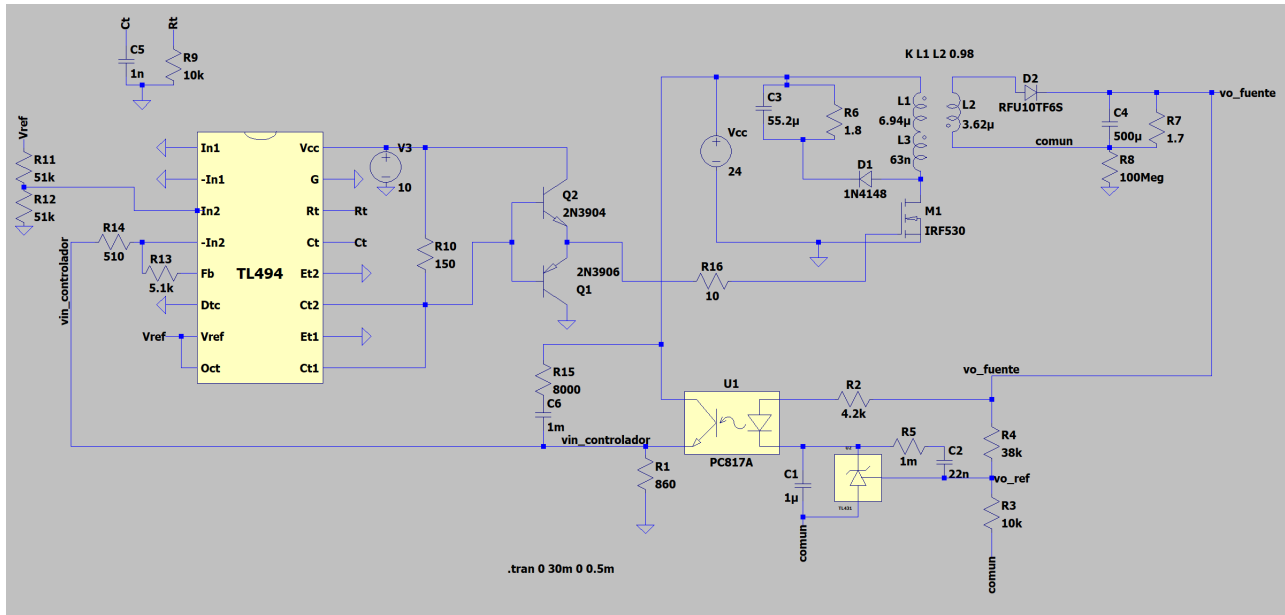 Ct
Rt
C5
1n
R9
10k
K L1 L2 0.98
Vref
R11
51k
R12
51k
R14
510
R13
5.1k
vin_controlador
In1
-In1
In2
-In2
Fb
Dtc
Vref
Oct
TL494
Vcc
G
Rt
Ct
Et2
Ct2
Et1
Ct1
Vref
Rt
Ct
V3
10
R10
150
Q2
2N3904
2N3906
Q1
R16
10
Vcc
24
C3
55.2µ
R6
1.8
D1
1N4148
L1
6.94µ
L3
63n
L2
3.62µ
M1
IRF530
D2
RFU10TF6S
C4
500µ
R7
1.7
comun
R8
100Meg
vo_fuente
R15
8000
C6
1m
vin_controlador
R1
860
U1
PC817A
R2
4.2k
vo_fuente
R4
38k
R5
1m
C2
22n
vo_ref
R3
10k
C1
1µ
TL431
comun
comun
.tran 0 30m 0 0.5m